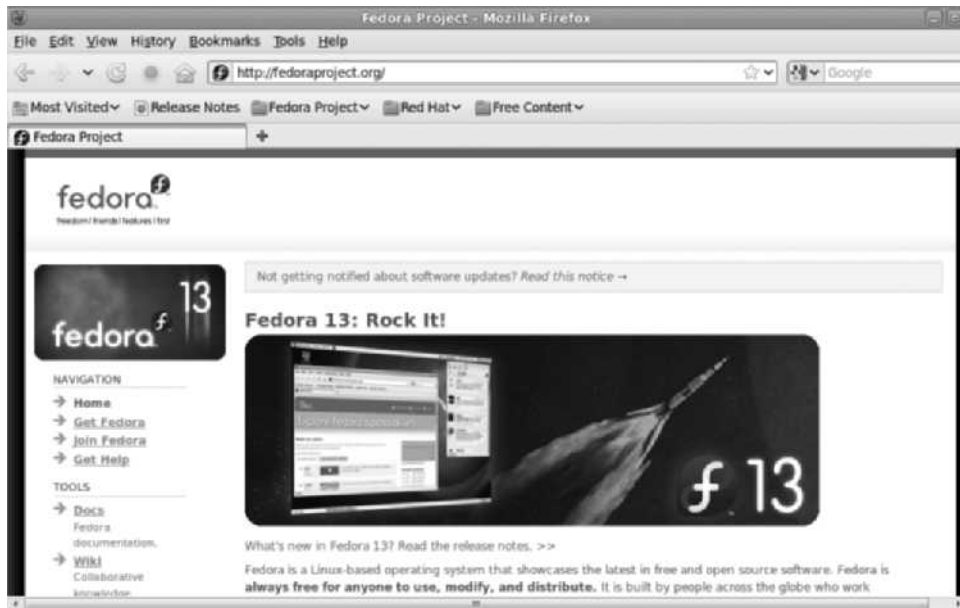 Fedora Project - Mozilla Firefox
File Edit View History Bookmarks Tools Help
http://fedoraproject.org/
Google
Most Visited Release Notes Fedora Project Red Hat Free Content
Fedora Project
fedora
freedom | friends | features | first
Not getting notified about software updates? Read this notice →
fedora 13
Fedora 13: Rock It!
f 13
NAVIGATION
Home
Get Fedora
Join Fedora
Get Help
TOOLS
Docs
Fedora
documentation.
Wiki
Collaborative
knowledge
What's new in Fedora 13? Read the release notes. >>
Fedora is a Linux-based operating system that showcases the latest in free and open source software. Fedora is
always free for anyone to use, modify, and distribute. It is built by people across the globe who work